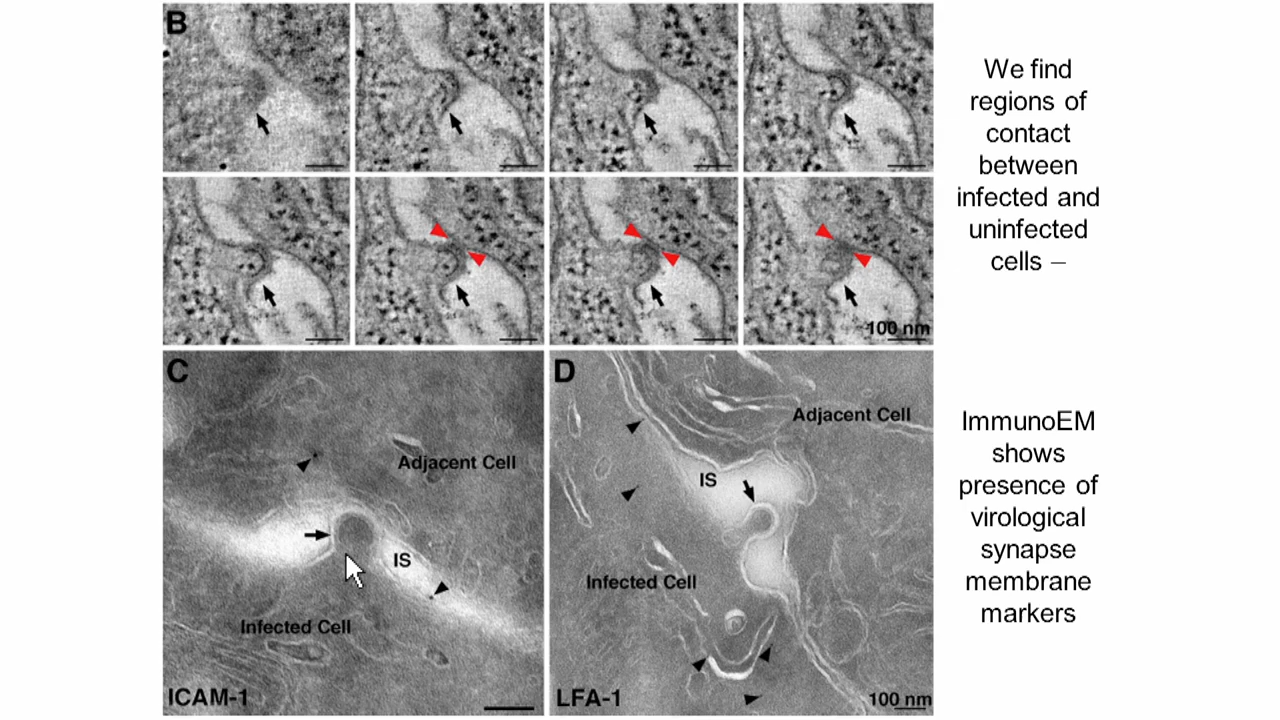 B
We find
regions of
contact
between
infected and
uninfected
cells –
100 nm
C
Adjacent Cell
IS
Infected Cell
ICAM-1
D
Adjacent Cell
IS
Infected Cell
LFA-1
100 nm
ImmunoEM
shows
presence of
virological
synapse
membrane
markers